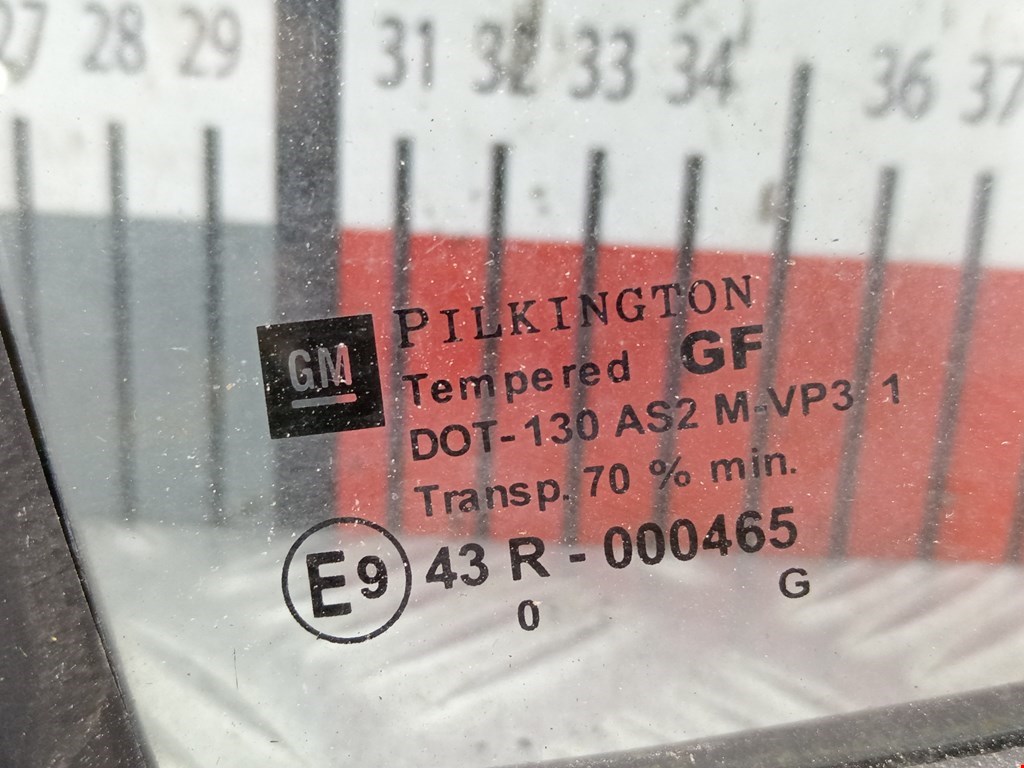 27 28 29 31 32 33 34 36 37
GM
PILKINGTON
Tempered GF
DOT-130 AS2 M-VP3 1
Transp. 70 % min.
E9 43 R - 000465
0 G